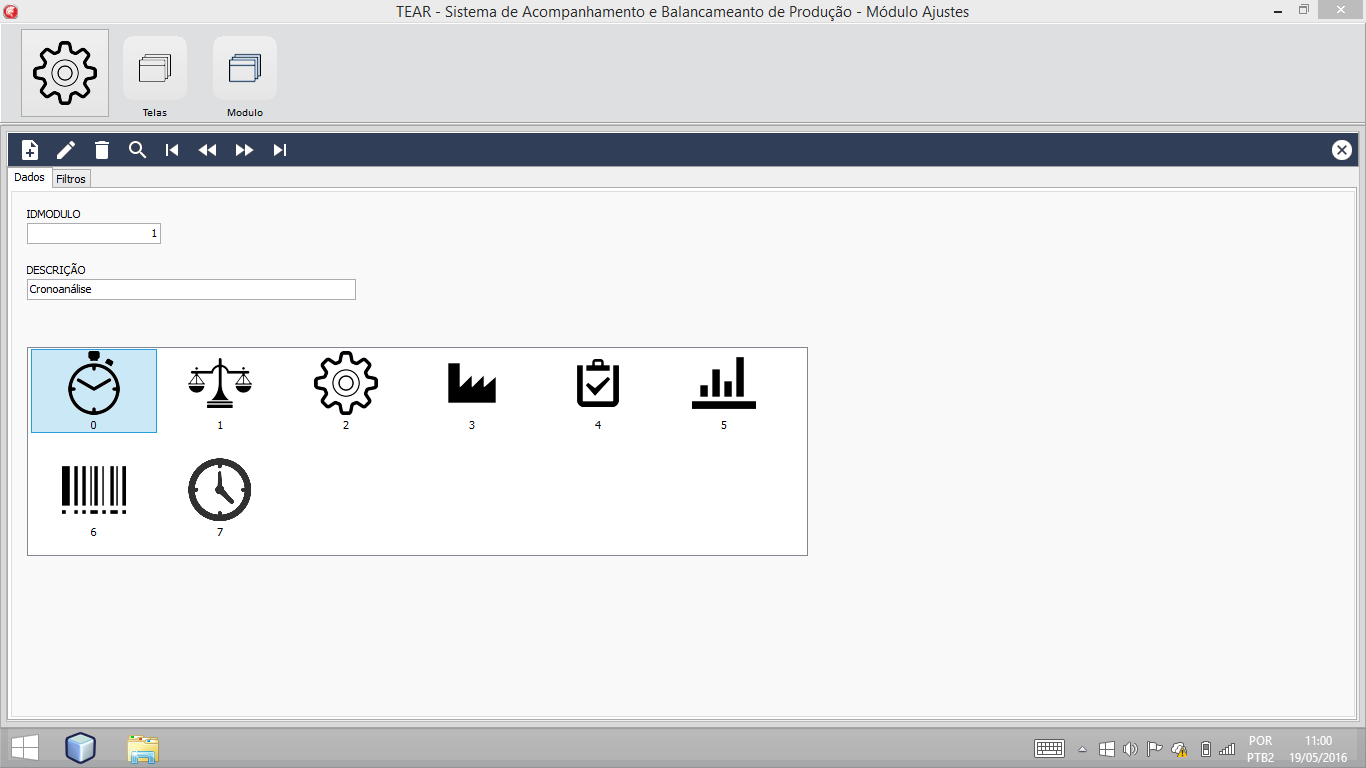 TEAR - Sistema de Acompanhamento e Balancameanto de Produção - Módulo Ajustes
Telas
Modulo
Dados
Filtros
IDMODULO
1
DESCRIÇÃO
Cronoanálise
0
1
2
3
4
5
6
7
POR
11:00
PTB2
19/05/2016